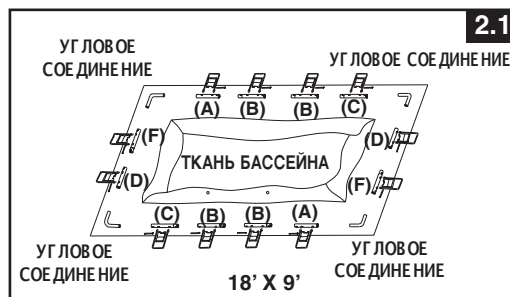 2.1
УГЛОВОЕ
СОЕДИНЕНИЕ
УГЛОВОЕ СОЕДИНЕНИЕ
(A) (B) (B) (C)
(F) (D)
ТКАНЬ БАССЕЙНА
(D) (F)
(C) (B) (B) (A)
УГЛОВОЕ
СОЕДИНЕНИЕ
УГЛОВОЕ
СОЕДИНЕНИЕ
18' X 9'